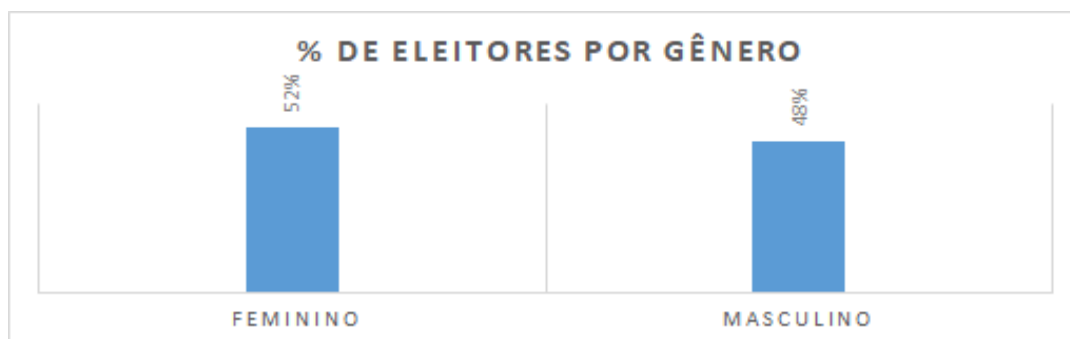 % DE ELEITORES POR GÊNERO
52%
48%
FEMININO
MASCULINO